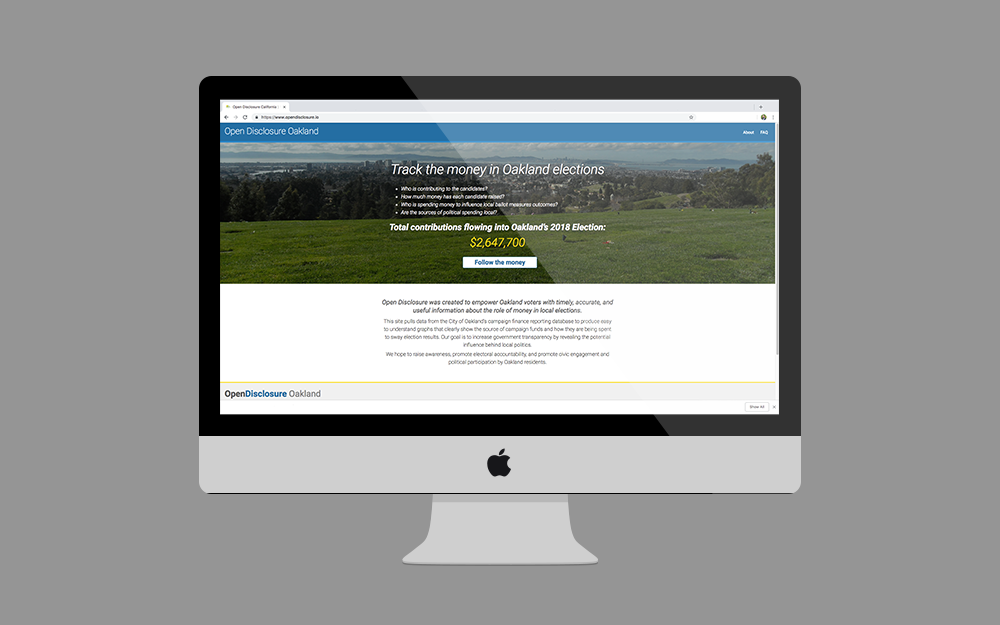 Open Disclosure California :
https://www.opendisclosure.io
Open Disclosure Oakland
About FAQ
Track the money in Oakland elections
Who is contributing to the candidates?
How much money has each candidate raised?
Who is spending money to influence local ballot measures outcomes?
Are the sources of political spending local?
Total contributions flowing into Oakland's 2018 Election:
$2,647,700
Follow the money
Open Disclosure was created to empower Oakland voters with timely, accurate, and
useful information about the role of money in local elections.
This site pulls data from the City of Oakland's campaign finance reporting database to produce easy
to understand graphs that clearly show the source of campaign funds and how they are being spent
to sway election results. Our goal is to increase government transparency by revealing the potential
influence behind local politics.
We hope to raise awareness, promote electoral accountability, and promote civic engagement and
political participation by Oakland residents.
OpenDisclosure Oakland
Show All